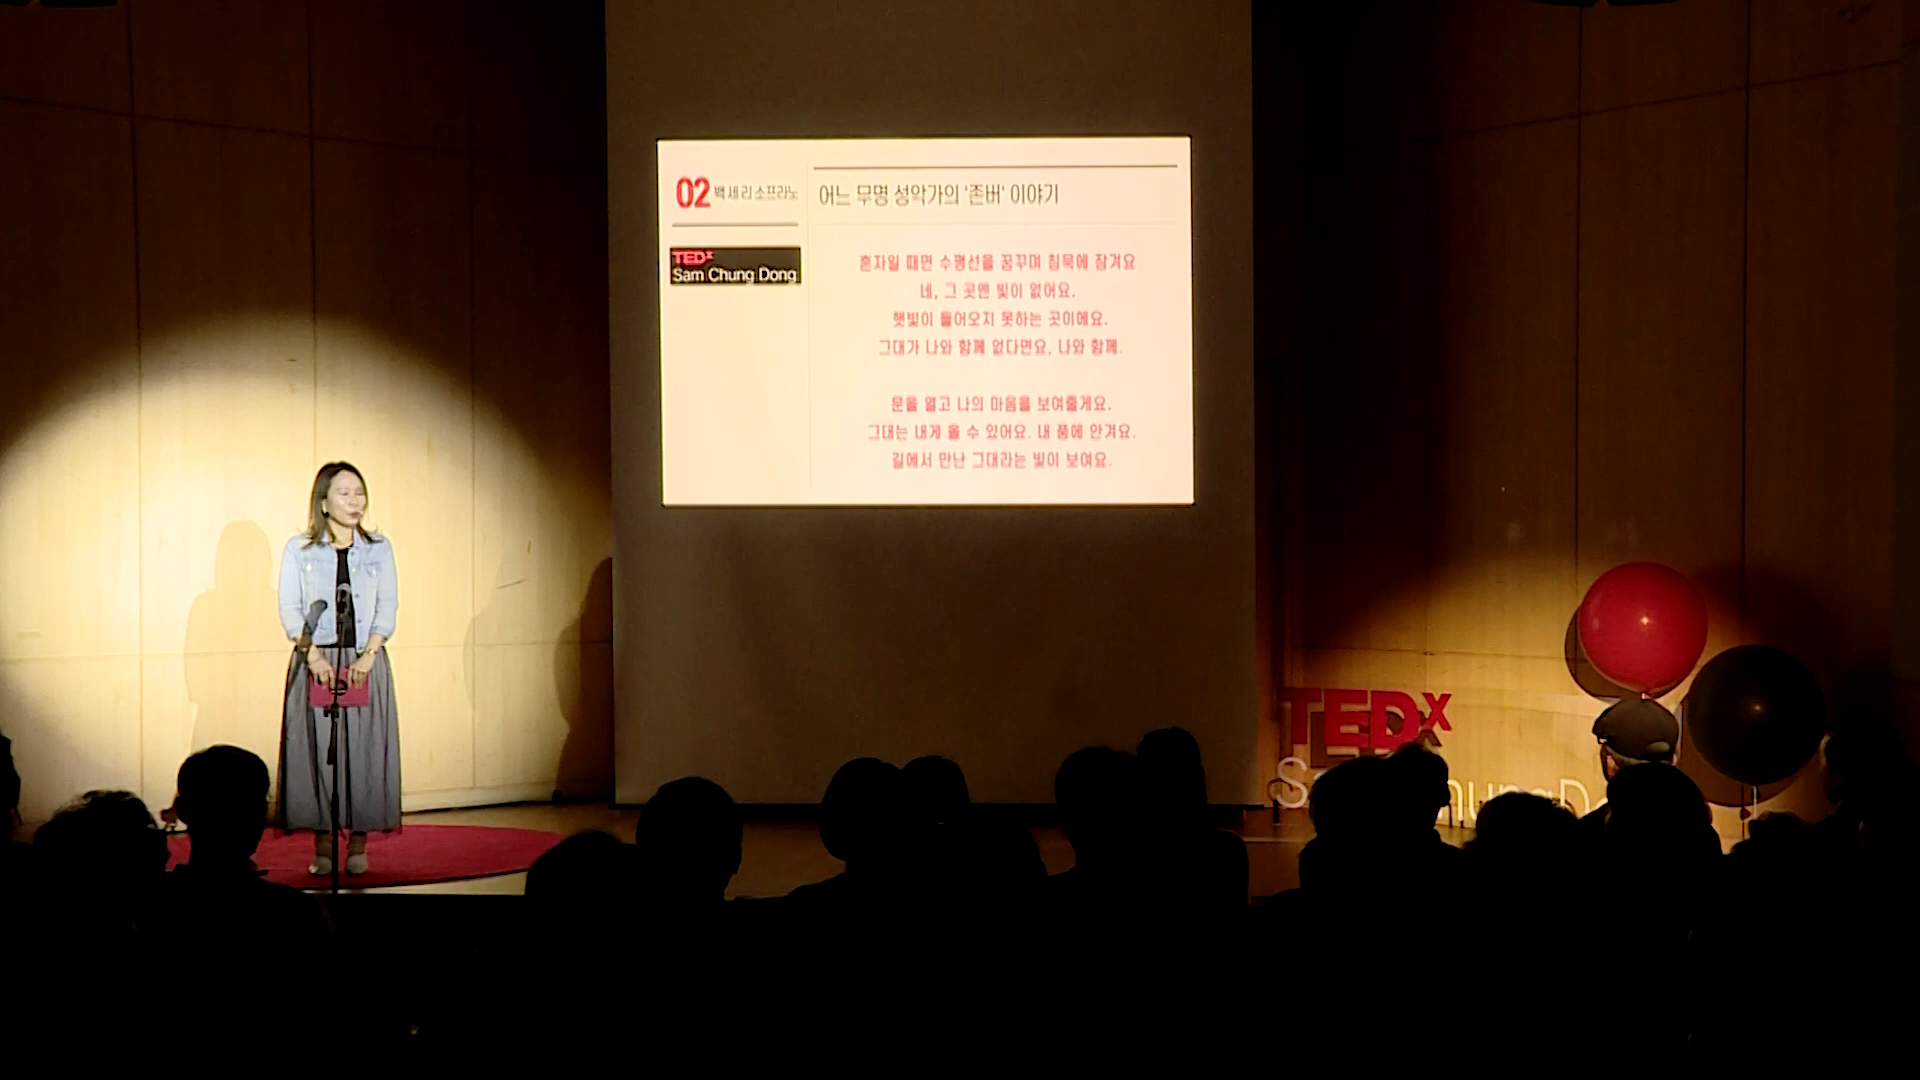 02 백세리 소프라노
어느 무명 성악가의 '존버' 이야기
TEDx
Sam Chung Dong
혼자일 때면 수평선을 꿈꾸며 침묵에 잠겨요
네, 그 곳엔 빛이 없어요.
햇빛이 들어오지 못하는 곳이에요.
그대가 나와 함께 없다면요, 나와 함께.
문을 열고 나의 마음을 보여줄게요.
그대는 내게 올 수 있어요. 내 품에 안겨요.
길에서 만난 그대라는 빛이 보여요.
TEDx